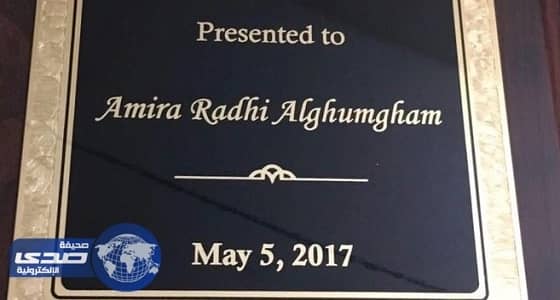 Presented to
Amira Radhi Alghumgham
May 5, 2017
صحيفة
صدى
الإلكترونية